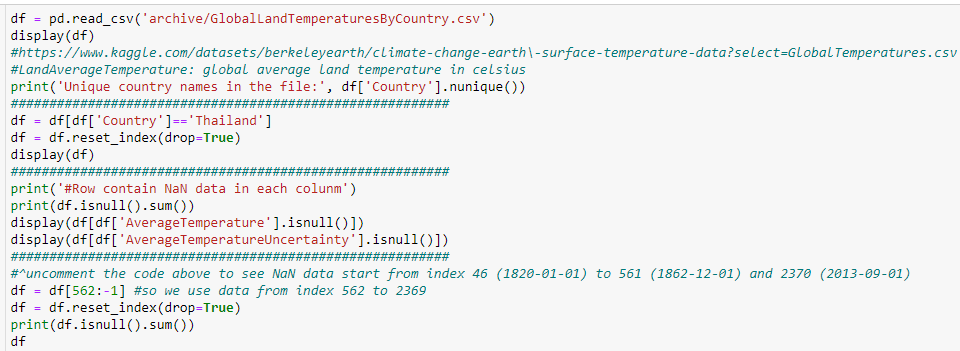 df = pd.read_csv('archive/GlobalLandTemperaturesByCountry.csv')
display(df)
#https://www.kaggle.com/datasets/berkeleyearth/climate-change-earth\-surface-temperature-data?select=GlobalTemperatures.csv
#LandAverageTemperature: global average land temperature in celsius
print('Unique country names in the file:', df['Country'].nunique())
########################################################
df = df[df['Country']=='Thailand']
df = df.reset_index(drop=True)
display(df)
########################################################
print('#Row contain NaN data in each colunm')
print(df.isnull().sum())
display(df[df['AverageTemperature'].isnull()])
display(df[df['AverageTemperatureUncertainty'].isnull()])
########################################################
#^uncomment the code above to see NaN data start from index 46 (1820-01-01) to 561 (1862-12-01) and 2370 (2013-09-01)
df = df[562:-1] #so we use data from index 562 to 2369
df = df.reset_index(drop=True)
print(df.isnull().sum())
df